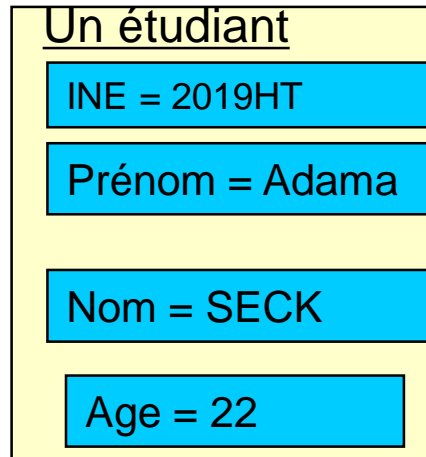 Un étudiant
INE = 2019HT
Prénom = Adama
Nom = SECK
Age = 22